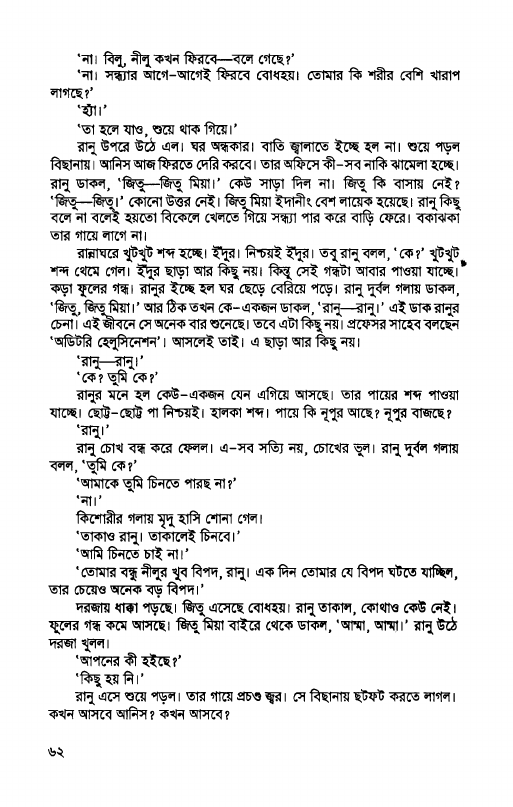 ‘না। বিলু, নীলু কখন ফিরবে—বলে গেছে?’
‘না। সন্ধ্যার আগে-আগেই ফিরবে বোধহয়। তোমার কি শরীর বেশি খারাপ
লাগছে?’
‘হ্যাঁ।’
‘তা হলে যাও, শুয়ে থাক গিয়ে।’
রানু উপরে উঠে এল। ঘর অন্ধকার। বাতি জ্বালাতে ইচ্ছে হল না। শুয়ে পড়ল
বিছানায়। আনিস আজ ফিরতে দেরি করবে। তার অফিসে কী-সব নাকি ঝামেলা হচ্ছে।
রানু ডাকল, ‘জিতু—জিতু মিয়া।’ কেউ সাড়া দিল না। জিতু কি বাসায় নেই?
‘জিতু—জিতু।’ কোনো উত্তর নেই। জিতু মিয়া ইদানীং বেশ লায়েক হয়েছে। রানু কিছু
বলে না বলেই হয়তো বিকেলে খেলতে গিয়ে সন্ধ্যা পার করে বাড়ি ফেরে। বকাঝকা
তার গায়ে লাগে না।
রান্নাঘরে খুটখুট শব্দ হচ্ছে। ইঁদুর। নিশ্চয়ই ইঁদুর। তবু রানু বলল, ‘কে?’ খুটখুট
শব্দ থেমে গেল। ইঁদুর ছাড়া আর কিছু নয়। কিন্তু সেই গন্ধটা আবার পাওয়া যাচ্ছে।
কড়া ফুলের গন্ধ। রানুর ইচ্ছে হল ঘর ছেড়ে বেরিয়ে পড়ে। রানু দুর্বল গলায় ডাকল,
‘জিতু, জিতু মিয়া।’ আর ঠিক তখন কে-একজন ডাকল, ‘রানু—রানু।’ এই ডাক রানুর
চেনা। এই জীবনে সে অনেক বার শুনেছে। তবে এটা কিছু নয়। প্রফেসর সাহেব বলছেন
‘অডিটরি হেলুসিনেশন’। আসলেই তাই। এ ছাড়া আর কিছু নয়।
‘রানু—রানু।’
‘কে? তুমি কে?’
রানুর মনে হল কেউ-একজন যেন এগিয়ে আসছে। তার পায়ের শব্দ পাওয়া
যাচ্ছে। ছোট্ট-ছোট্ট পা নিশ্চয়ই। হালকা শব্দ। পায়ে কি নূপুর আছে? নূপুর বাজছে?
‘রানু।’
রানু চোখ বন্ধ করে ফেলল। এ-সব সত্যি নয়, চোখের ভুল। রানু দুর্বল গলায়
বলল, ‘তুমি কে?’
‘আমাকে তুমি চিনতে পারছ না?’
‘না।’
কিশোরীর গলায় মৃদু হাসি শোনা গেল।
‘তাকাও রানু। তাকালেই চিনবে।’
‘আমি চিনতে চাই না।’
‘তোমার বন্ধু নীলুর খুব বিপদ, রানু। এক দিন তোমার যে বিপদ ঘটতে যাচ্ছিল,
তার চেয়েও অনেক বড় বিপদ।’
দরজায় ধাক্কা পড়ছে। জিতু এসেছে বোধহয়। রানু তাকাল, কোথাও কেউ নেই।
ফুলের গন্ধ কমে আসছে। জিতু মিয়া বাইরে থেকে ডাকল, ‘আম্মা, আম্মা।’ রানু উঠে
দরজা খুলল।
‘আপনের কী হইছে?’
‘কিছু হয় নি।’
রানু এসে শুয়ে পড়ল। তার গায়ে প্রচণ্ড জ্বর। সে বিছানায় ছটফট করতে লাগল।
কখন আসবে আনিস? কখন আসবে?
৬২